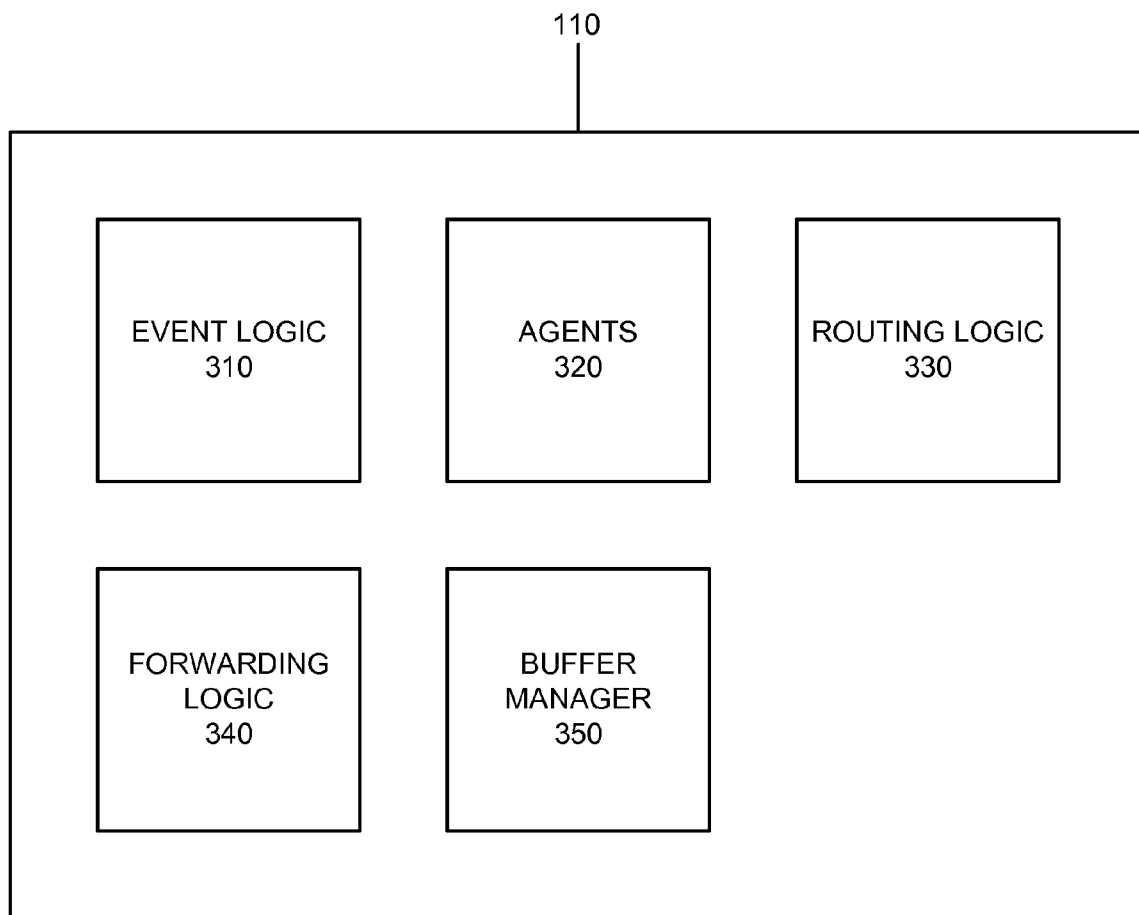 110
EVENT LOGIC
310
AGENTS
320
ROUTING LOGIC
330
FORWARDING
LOGIC
340
BUFFER
MANAGER
350